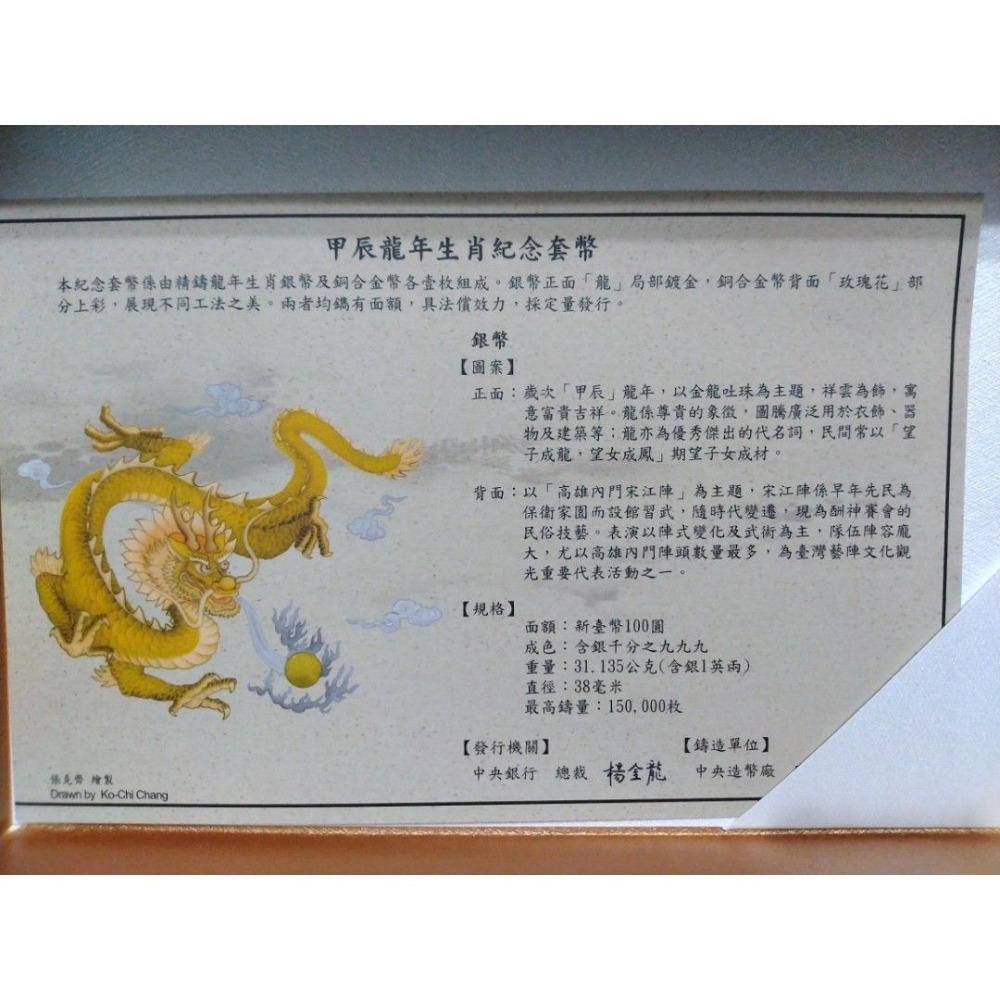 甲辰龍年生肖紀念套幣
本紀念套幣係由精鑄龍年生肖銀幣及銅合金幣各壹枚組成。銀幣正面「龍」局部鍍金,銅合金幣背面「玫瑰花」部
分上彩,展現不同工法之美。兩者均鐫有面額,具法償效力,採定量發行。
銀幣
【圖案】
正面:歲次「甲辰」龍年,以金龍吐珠為主題,祥雲為飾,寓
意富貴吉祥。龍係尊貴的象徵,圖騰廣泛用於衣飾、器
物及建築等;龍亦為優秀傑出的代名詞,民間常以「望
子成龍,望女成鳳」期望子女成材。
背面:以「高雄內門宋江陣」為主題,宋江陣係早年先民為
保衛家園而設館習武,隨時代變遷,現為酬神賽會的
民俗技藝。表演以陣式變化及武術為主,隊伍陣容龐
大,尤以高雄內門陣頭數量最多,為臺灣藝陣文化觀
光重要代表活動之一。
【規格】
面額:新臺幣100圓
成色:含銀千分之九九九
重量:31.135公克(含銀1英兩)
直徑:38毫米
最高鑄量:150,000枚
【發行機關】 【鑄造單位】
中央銀行 總裁 楊金龍 中央造幣廠
張克齊 繪製
Drawn by Ko-Chi Chang